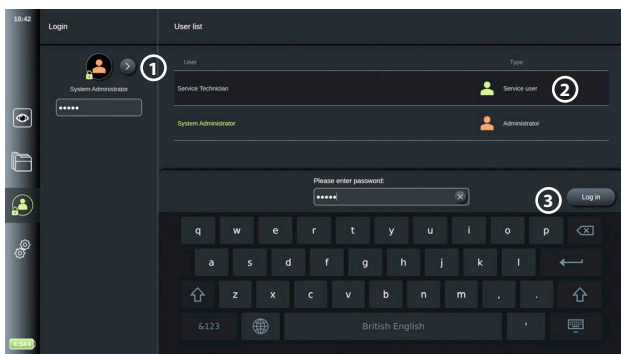 10:42
Login
User list
1
User
Type
System Administrator
•••••
Service Technician
Service user
2
System Administrator
Administrator
Please enter password:
•••••
3
Log in
q w e r t y u i o p
a s d f g h j k l
z x c v b n m , .
&123
British English
'